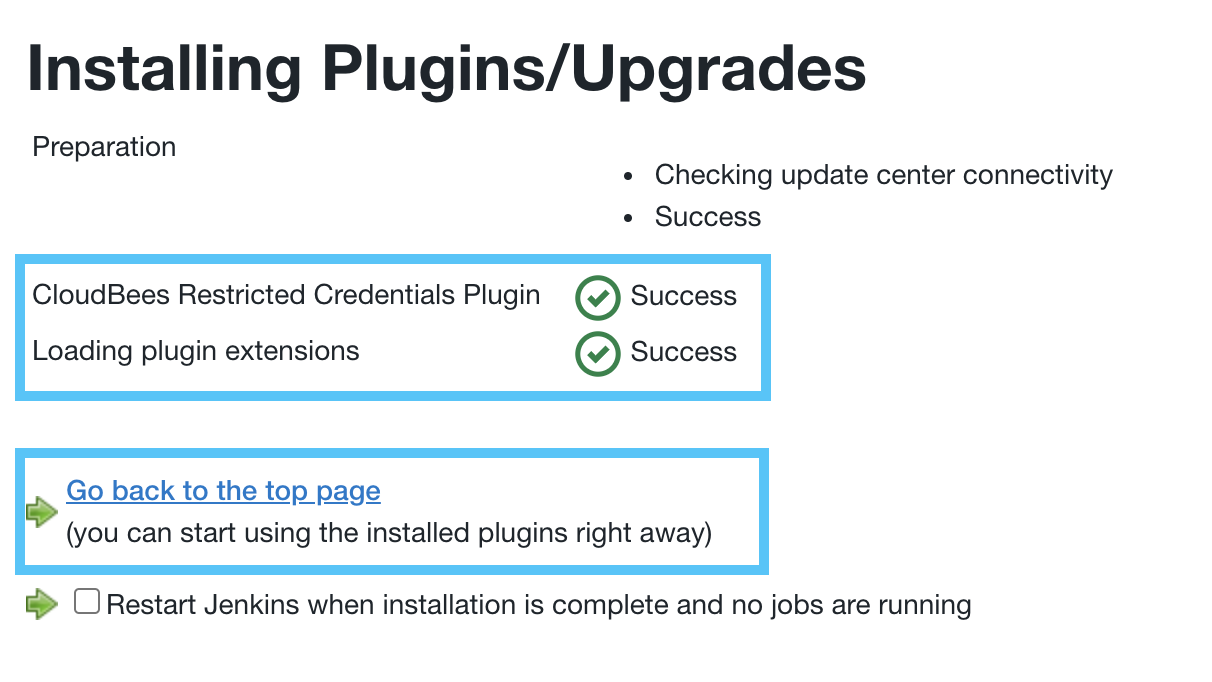 Installing Plugins/Upgrades
Preparation
Checking update center connectivity
Success
CloudBees Restricted Credentials Plugin Success
Loading plugin extensions Success
Go back to the top page
(you can start using the installed plugins right away)
Restart Jenkins when installation is complete and no jobs are running